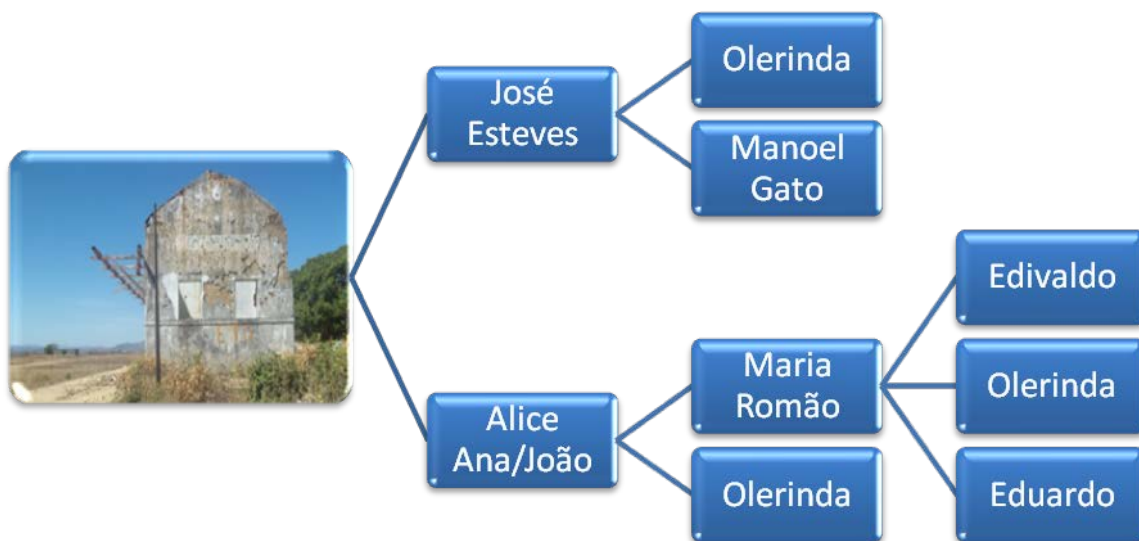 José
Esteves
Olerinda
Manoel
Gato
Alice
Ana/João
Maria
Romão
Olerinda
Edivaldo
Olerinda
Eduardo